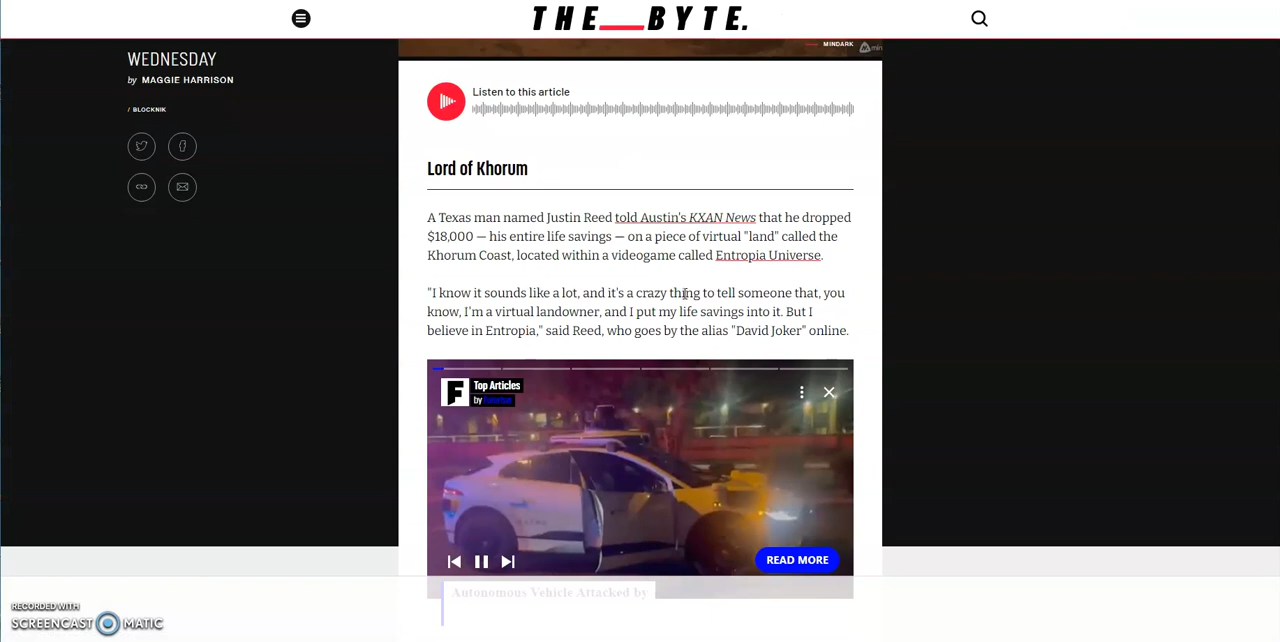 THE__BYTE.
WEDNESDAY
by MAGGIE HARRISON
/ BLOCKNIK
MINDARK
min
Listen to this article
Lord of Khorum
A Texas man named Justin Reed told Austin's KXAN News that he dropped
$18,000 — his entire life savings — on a piece of virtual "land" called the
Khorum Coast, located within a videogame called Entropia Universe.
"I know it sounds like a lot, and it's a crazy thing to tell someone that, you
know, I'm a virtual landowner, and I put my life savings into it. But I
believe in Entropia," said Reed, who goes by the alias "David Joker" online.
F
Top Articles
by Futurism
READ MORE
Autonomous Vehicle Attacked by
RECORDED WITH
SCREENCAST MATIC